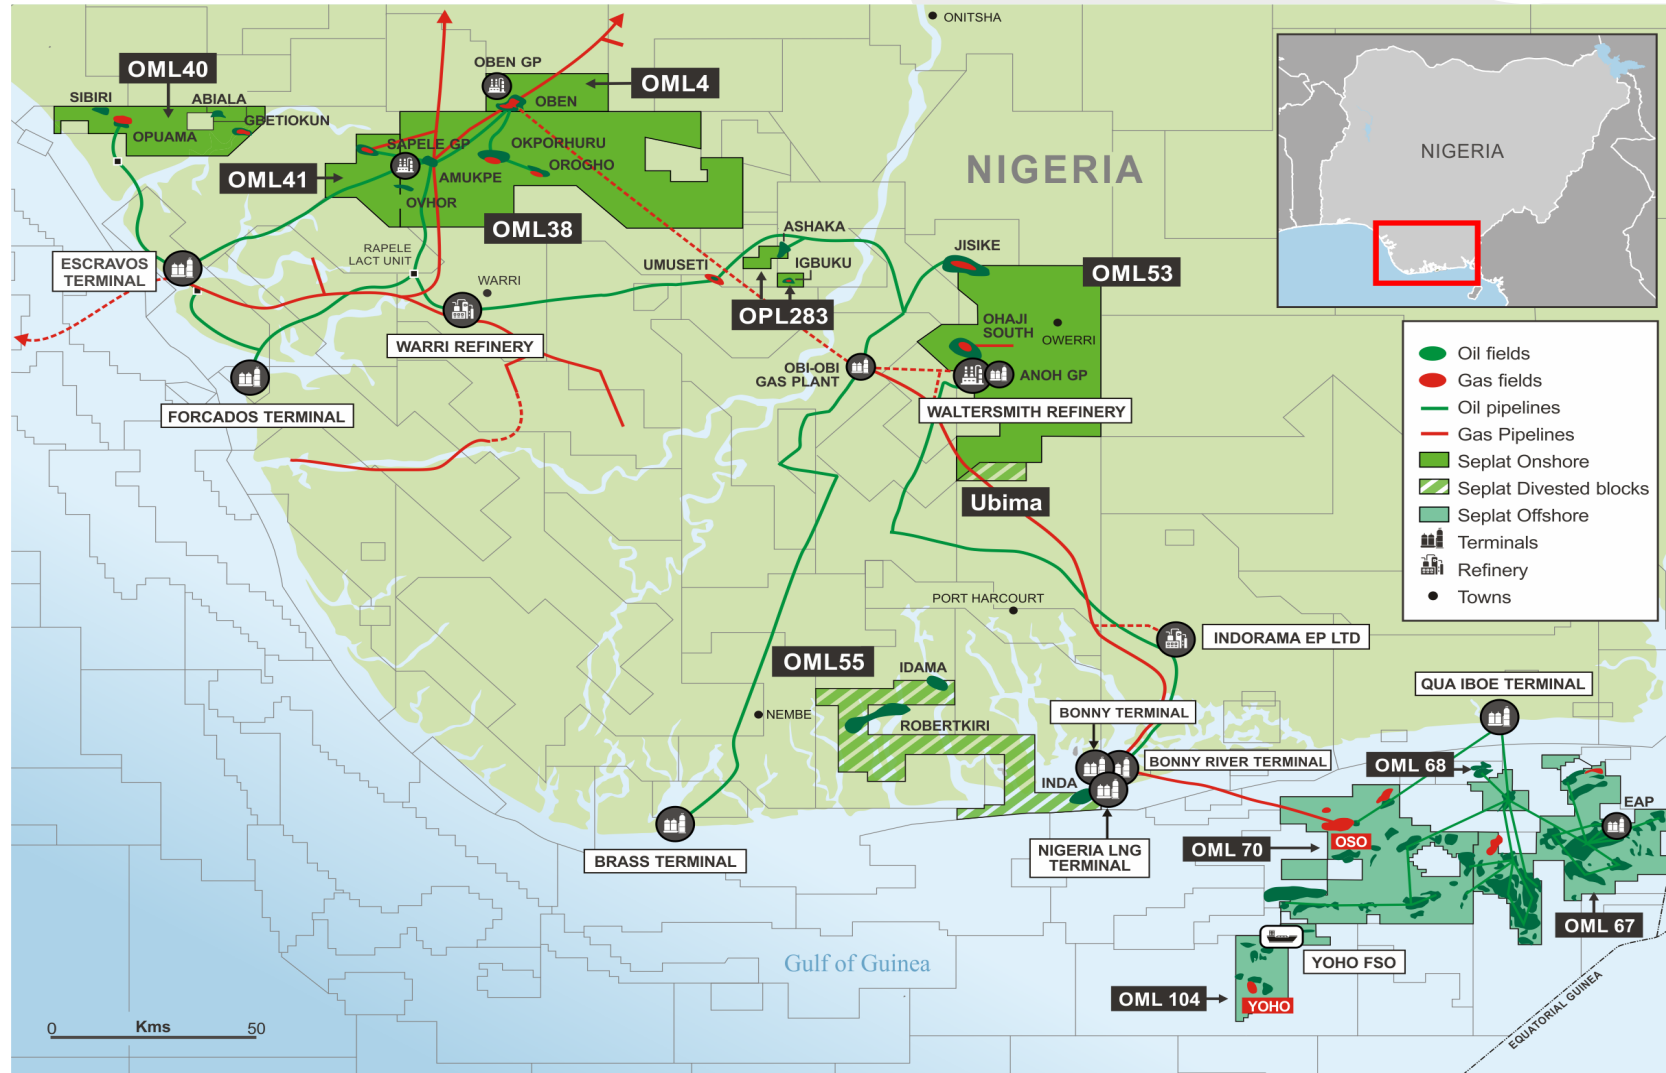 ONITSHA
OBEN GP
OML40
OML4
SIBIRI
ABIALA
OBEN
GBETIOKUN
OPUAMA
SAPELE GP
OKPORHURU
OROCHO
NIGERIA
OML41
AMUKPE
OVHOR
OML38
ASHAKA
RAPELE
LACT UNIT
JISIKE
ESCRAVOS
TERMINAL
UMUSETI
IGBUKU
OML53
WARRI
OPL283
OHAJI
SOUTH
OWERRI
WARRI REFINERY
OBI-OBI
GAS PLANT
ANOH GP
FORCADOS TERMINAL
WALTERSMITH REFINERY
Ubima
NIGERIA
Oil fields
Gas fields
Oil pipelines
Gas Pipelines
Seplat Onshore
Seplat Divested blocks
Seplat Offshore
Terminals
Refinery
Towns
PORT HARCOURT
INDORAMA EP LTD
OML55
IDAMA
QUA IBOE TERMINAL
NEMBE
ROBERTKIRI
BONNY TERMINAL
BONNY RIVER TERMINAL
OML 68
INDA
EAP
BRASS TERMINAL
NIGERIA LNG
TERMINAL
OML 70
OSO
OML 67
Gulf of Guinea
YOHO FSO
OML 104
YOHO
EQUATORIAL GUINEA
0 Kms 50